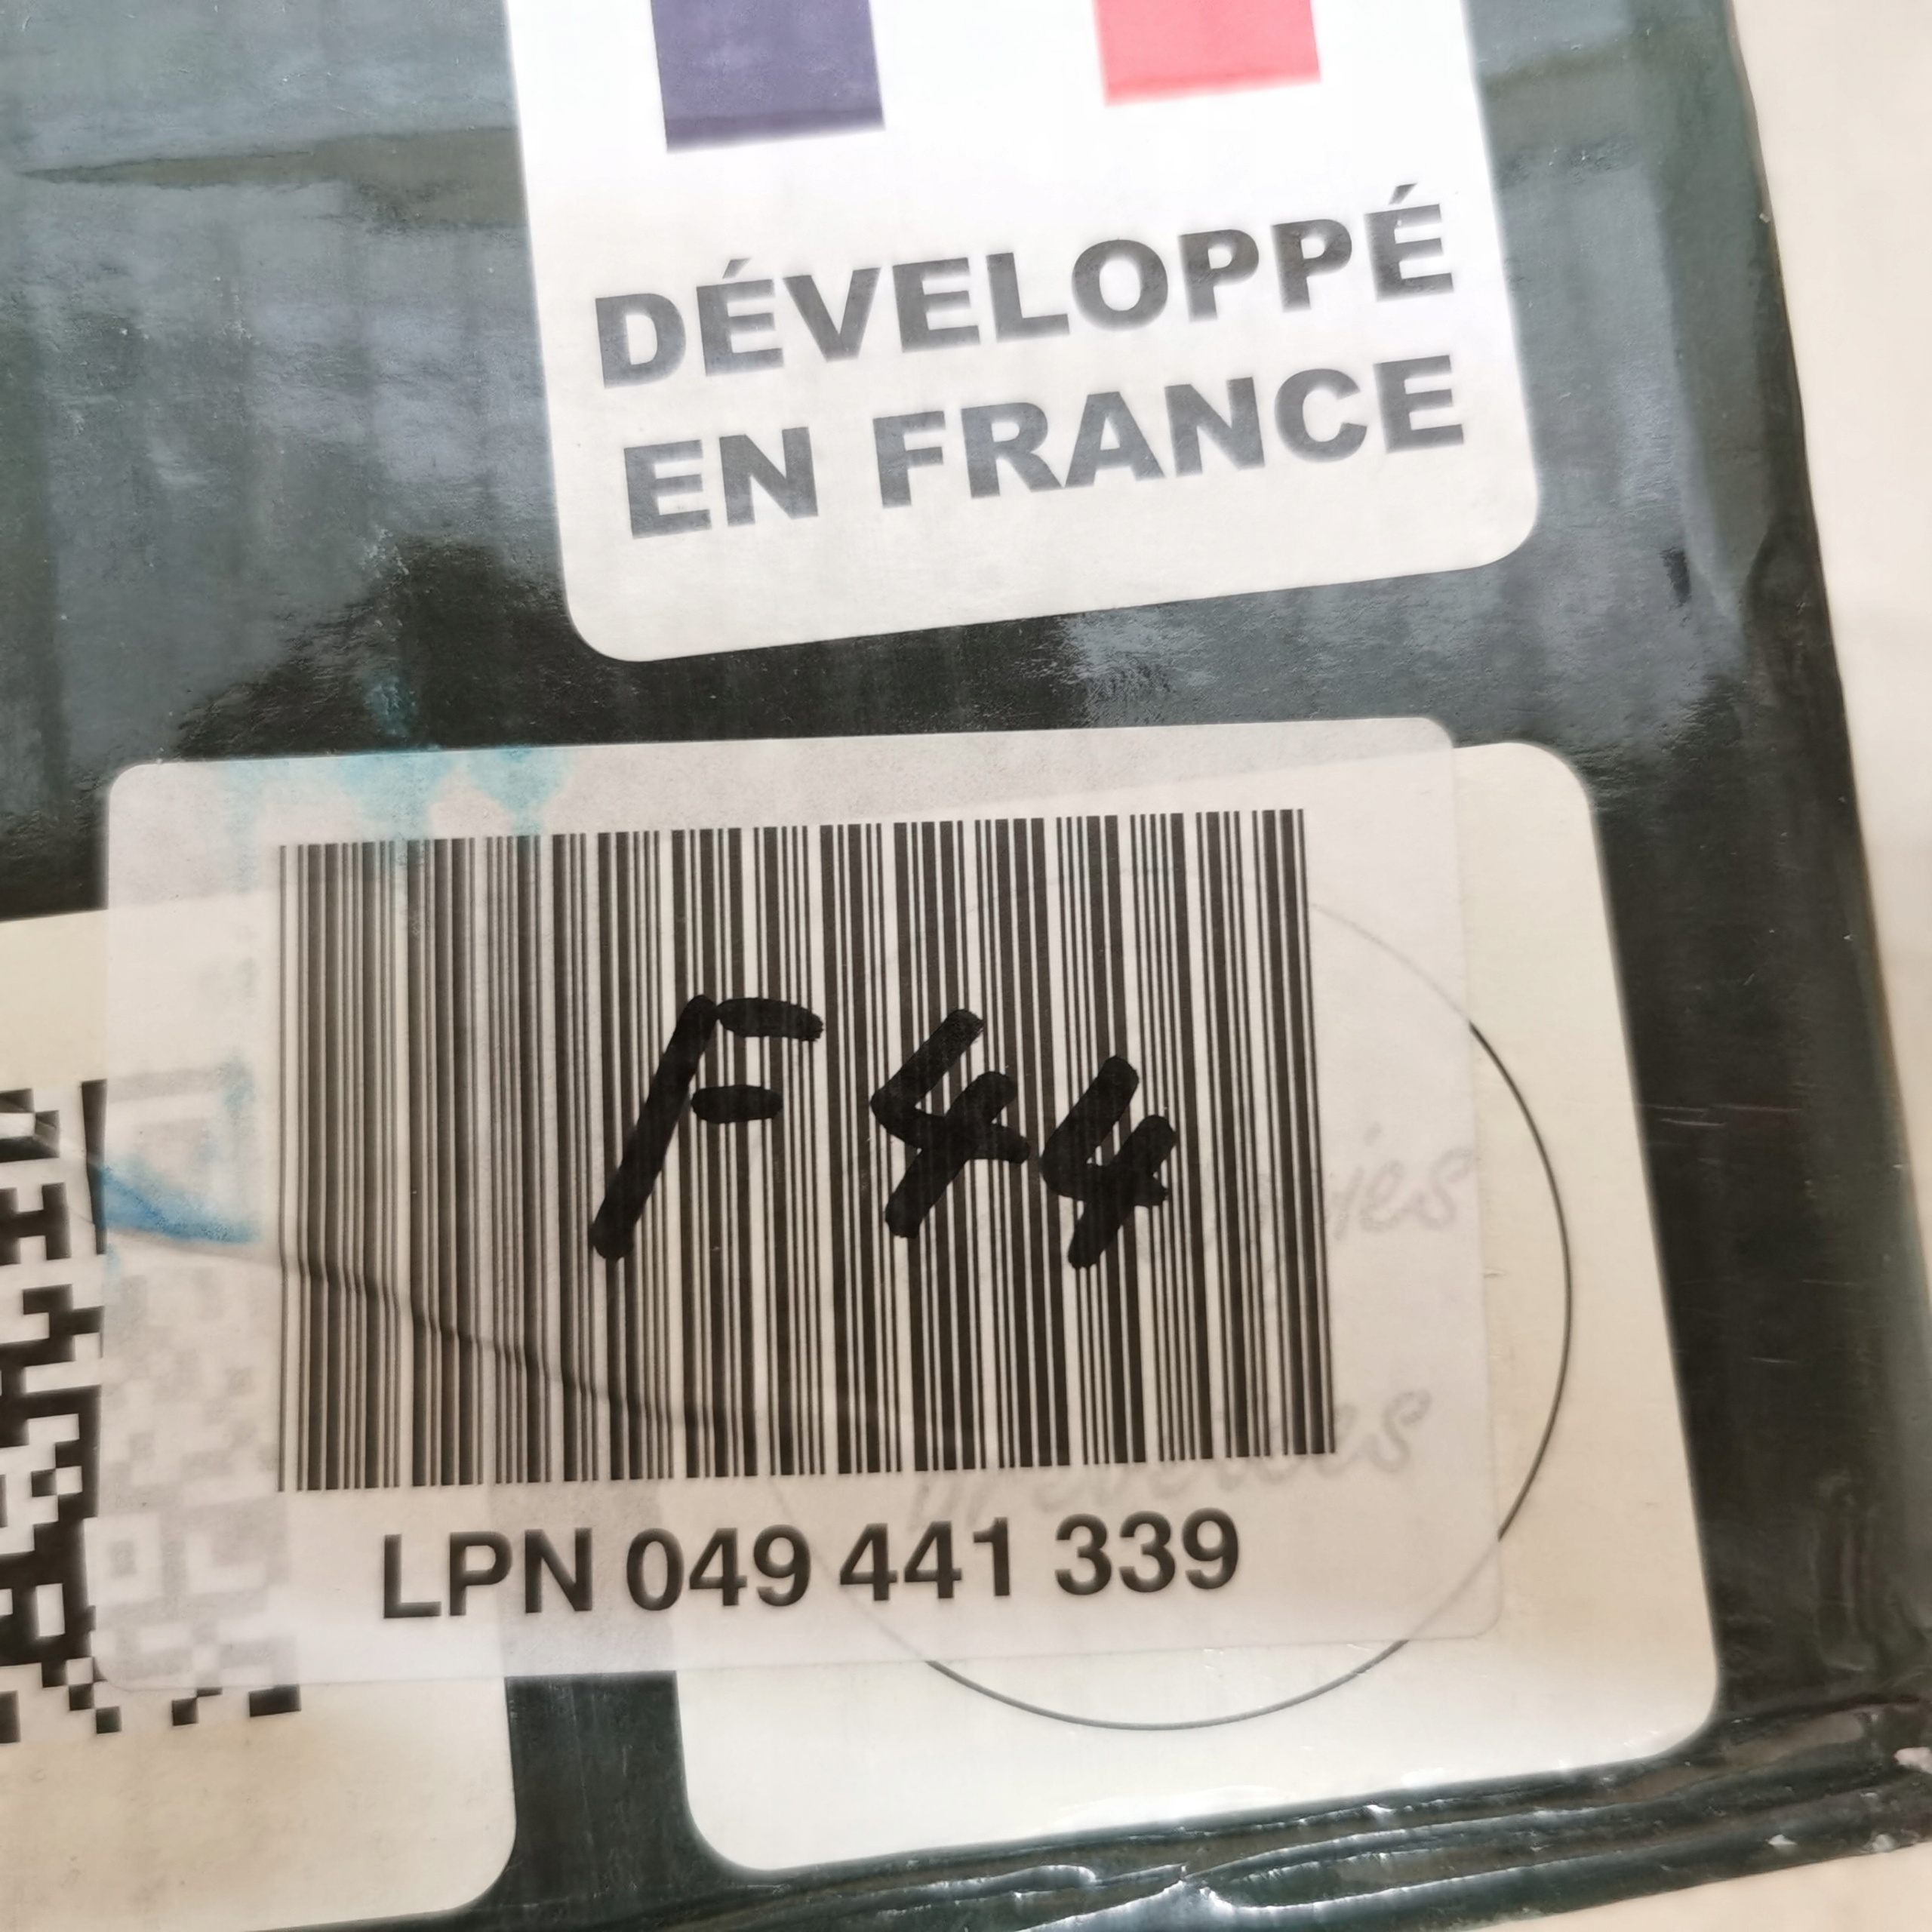 DÉVELOPPÉ
EN FRANCE
F44
LPN 049 441 339